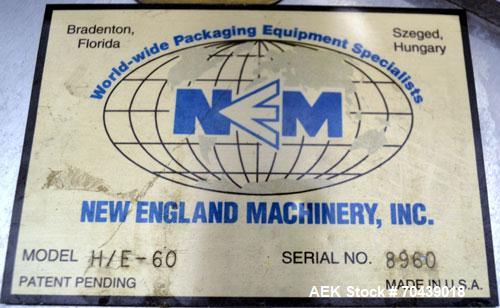 Bradenton, Florida
Szeged, Hungary
World-wide Packaging Equipment Specialists
NEM
NEW ENGLAND MACHINERY, INC.
MODEL H/E-60 SERIAL NO. 8960
PATENT PENDING MADE IN U.S.A.
AEK Stock # 70439018